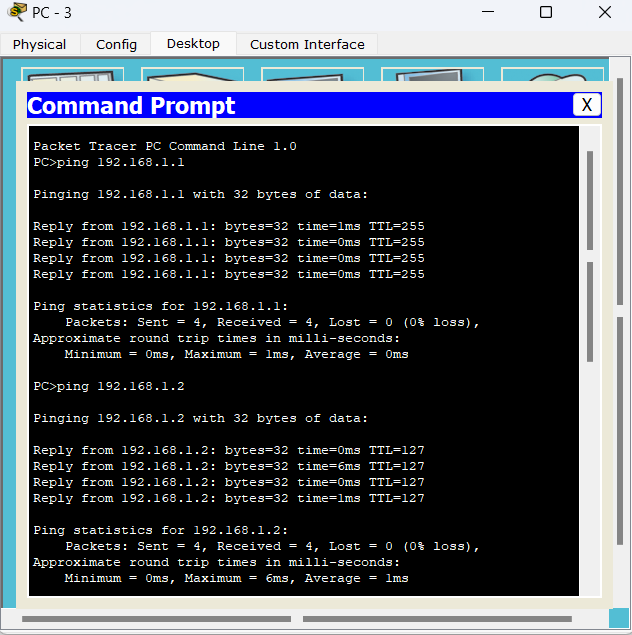 PC - 3
Physical Config Desktop Custom Interface
Command Prompt X
Packet Tracer PC Command Line 1.0
PC>ping 192.168.1.1
Pinging 192.168.1.1 with 32 bytes of data:
Reply from 192.168.1.1: bytes=32 time=1ms TTL=255
Reply from 192.168.1.1: bytes=32 time=0ms TTL=255
Reply from 192.168.1.1: bytes=32 time=0ms TTL=255
Reply from 192.168.1.1: bytes=32 time=0ms TTL=255
Ping statistics for 192.168.1.1:
    Packets: Sent = 4, Received = 4, Lost = 0 (0% loss),
Approximate round trip times in milli-seconds:
    Minimum = 0ms, Maximum = 1ms, Average = 0ms
PC>ping 192.168.1.2
Pinging 192.168.1.2 with 32 bytes of data:
Reply from 192.168.1.2: bytes=32 time=0ms TTL=127
Reply from 192.168.1.2: bytes=32 time=6ms TTL=127
Reply from 192.168.1.2: bytes=32 time=0ms TTL=127
Reply from 192.168.1.2: bytes=32 time=1ms TTL=127
Ping statistics for 192.168.1.2:
    Packets: Sent = 4, Received = 4, Lost = 0 (0% loss),
Approximate round trip times in milli-seconds:
    Minimum = 0ms, Maximum = 6ms, Average = 1ms